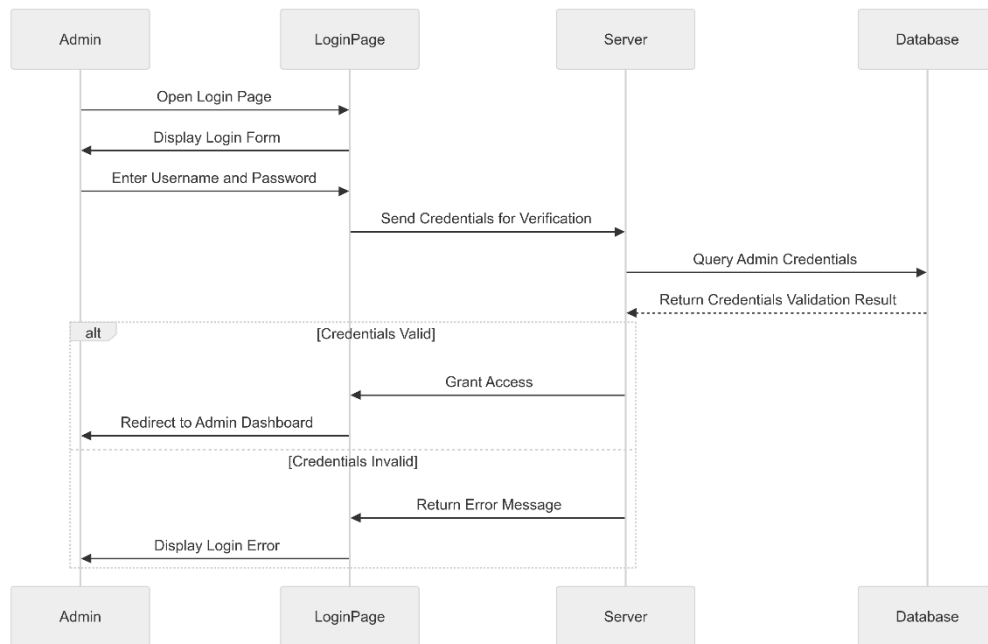 Admin
LoginPage
Server
Database
Open Login Page
Display Login Form
Enter Username and Password
Send Credentials for Verification
Query Admin Credentials
Return Credentials Validation Result
alt
[Credentials Valid]
Grant Access
Redirect to Admin Dashboard
[Credentials Invalid]
Return Error Message
Display Login Error
Admin
LoginPage
Server
Database